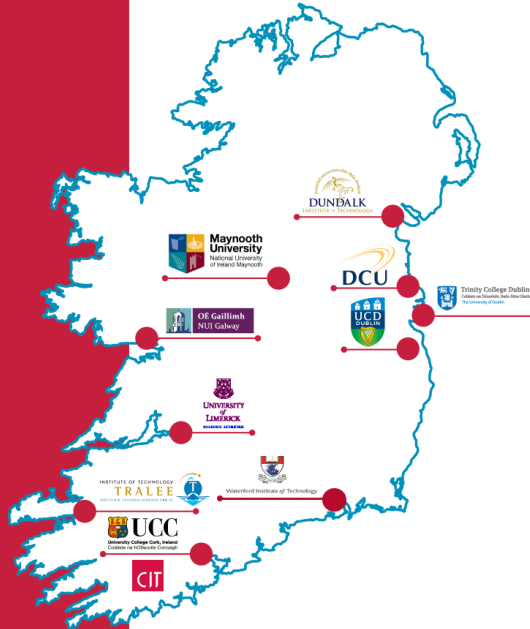 DUNDALK
INSTITUTE OF TECHNOLOGY
Maynooth
University
National University
of Ireland Maynooth
DCU
Trinity College Dublin
The University of Dublin
UCD
DUBLIN
OÉ Gaillimh
NUI Galway
UNIVERSITY
of
LIMERICK
INSTITUTE OF TECHNOLOGY
TRALEE
Waterford Institute of Technology
UCC
University College Cork, Ireland
Coláiste na hOllscoile Corcaigh
CIT